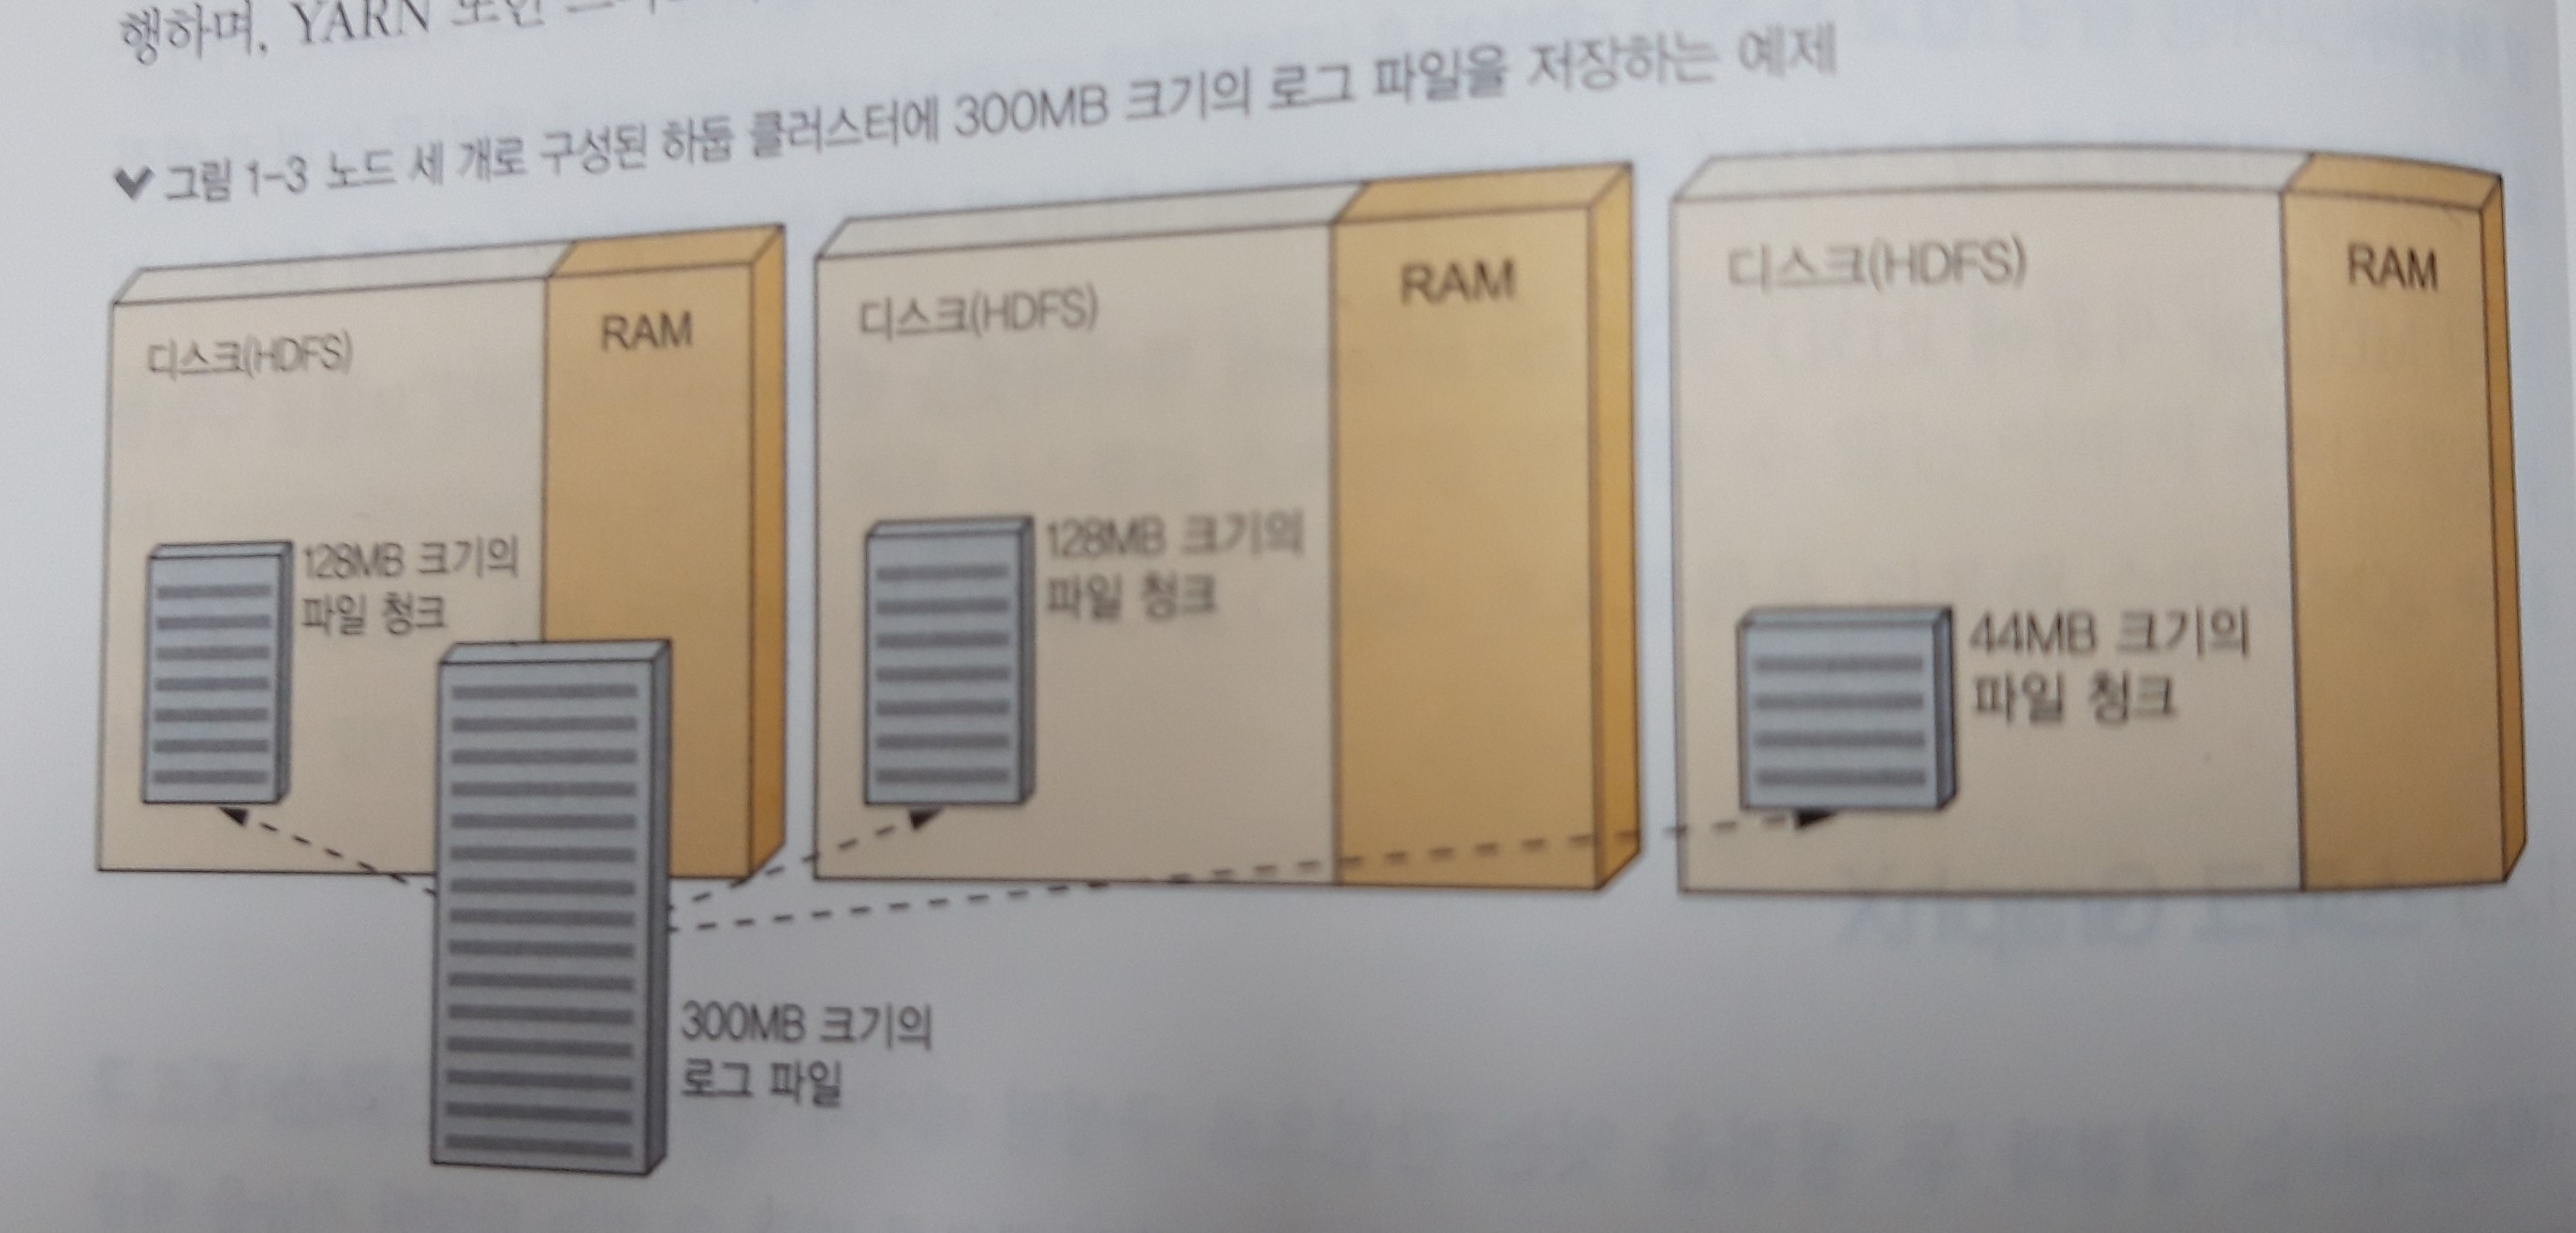 행하며, YARN 또한
그림 1-3 노드 세 개로 구성된 하둡 클러스터에 300MB 크기의 로그 파일을 저장하는 예제
디스크(HDFS)
RAM
128MB 크기의
파일 청크
디스크(HDFS)
RAM
128MB 크기의
파일 청크
디스크(HDFS)
RAM
44MB 크기의
파일 청크
300MB 크기의
로그 파일